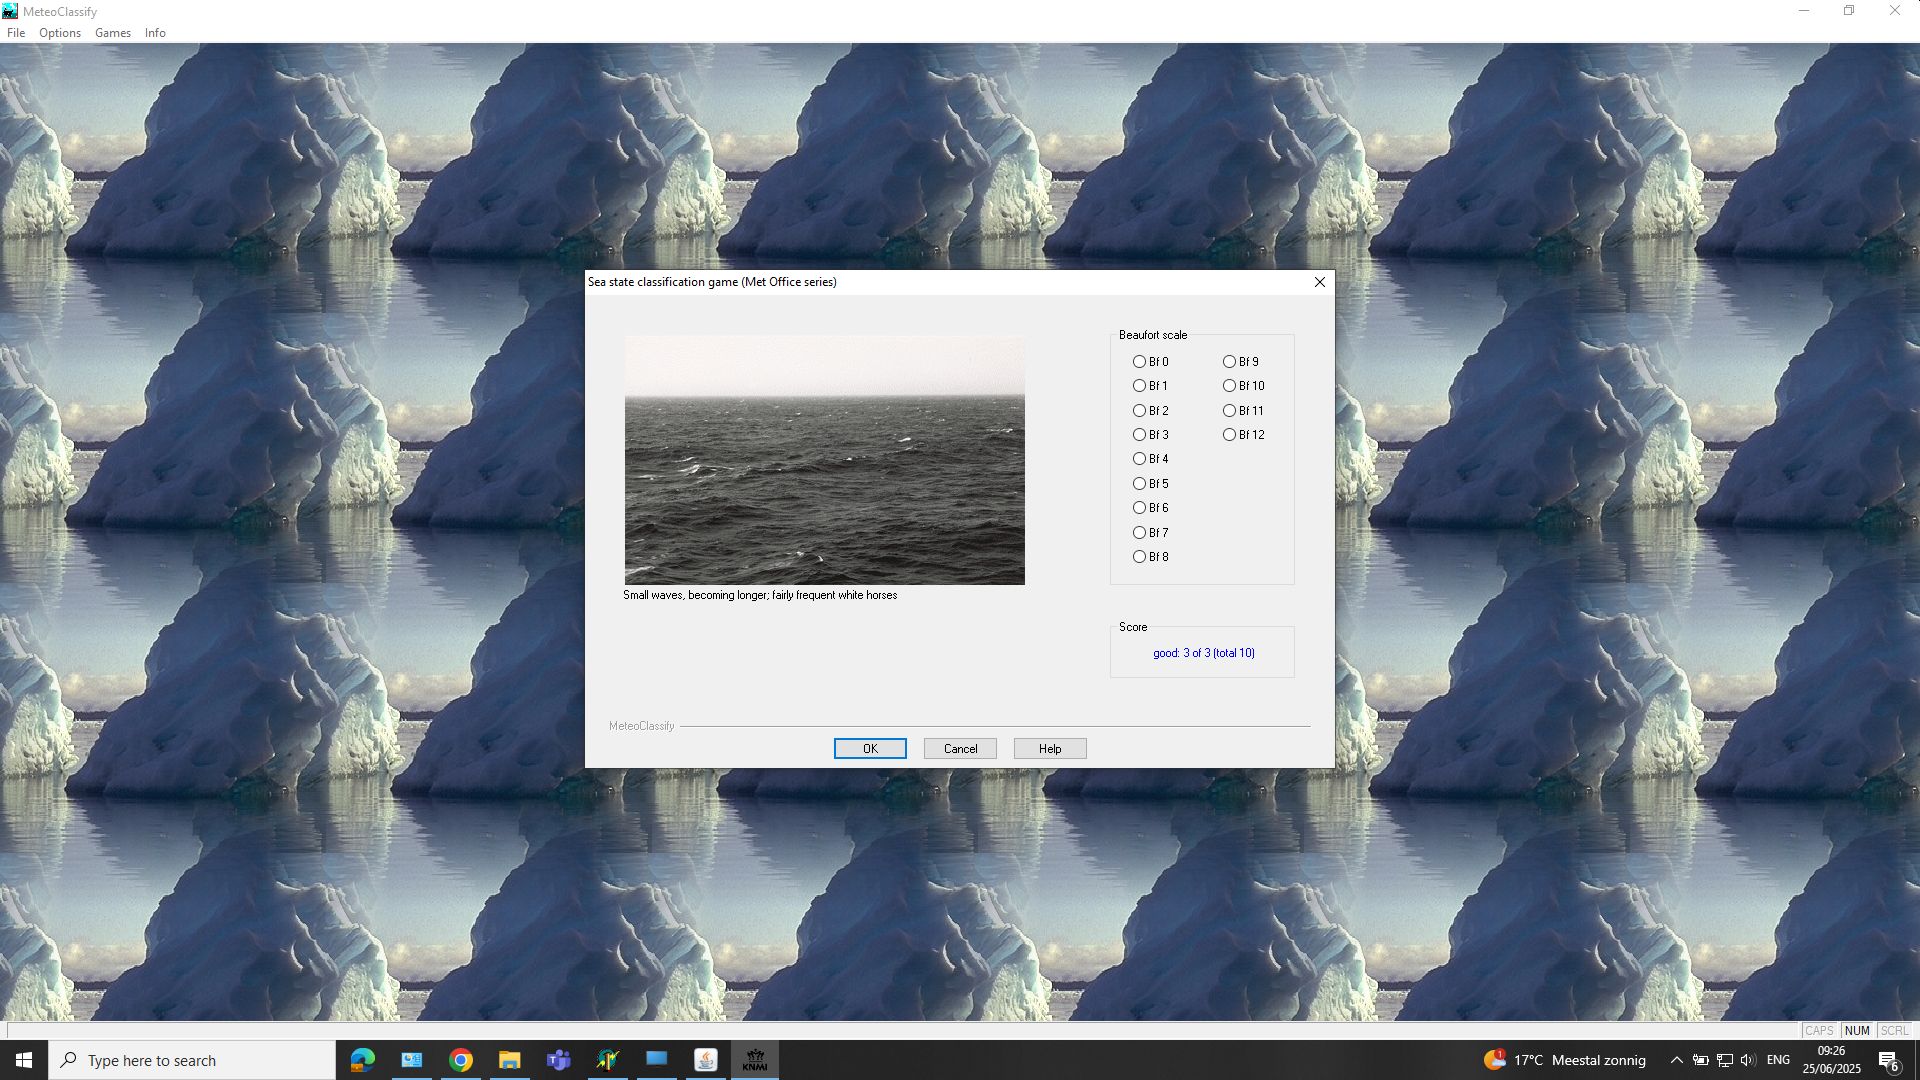 MeteoClassify
File Options Games Info
Sea state classification game (Met Office series)
Beaufort scale
Bf 0 Bf 9
Bf 1 Bf 10
Bf 2 Bf 11
Bf 3 Bf 12
Bf 4
Bf 5
Bf 6
Bf 7
Bf 8
Small waves, becoming longer; fairly frequent white horses
Score
good: 3 of 3 (total 10)
MeteoClassify
OK Cancel Help
CAPS NUM SCRL
Type here to search
KNMI
1
17°C Meestal zonnig
ENG
09:26
25/06/2025
6